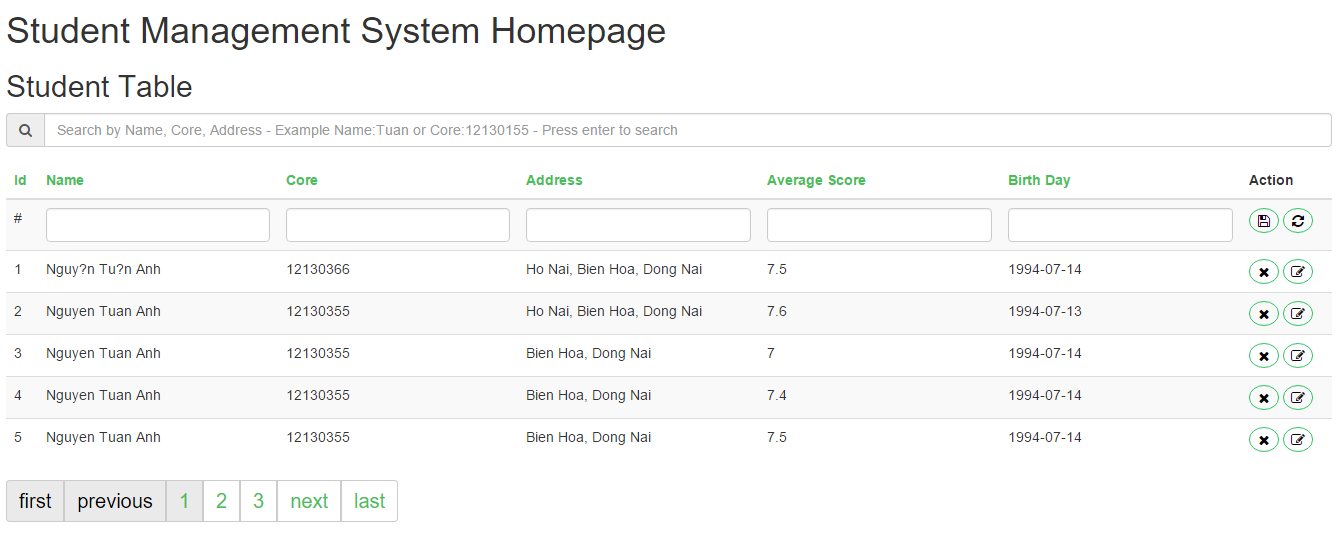 Student Management System Homepage
Student Table
Search by Name, Core, Address - Example Name:Tuan or Core:12130155 - Press enter to search
Id Name Core Address Average Score Birth Day Action
#
1 Nguy?n Tu?n Anh 12130366 Ho Nai, Bien Hoa, Dong Nai 7.5 1994-07-14
2 Nguyen Tuan Anh 12130355 Ho Nai, Bien Hoa, Dong Nai 7.6 1994-07-13
3 Nguyen Tuan Anh 12130355 Bien Hoa, Dong Nai 7 1994-07-14
4 Nguyen Tuan Anh 12130355 Bien Hoa, Dong Nai 7.4 1994-07-14
5 Nguyen Tuan Anh 12130355 Bien Hoa, Dong Nai 7.5 1994-07-14
first previous 1 2 3 next last